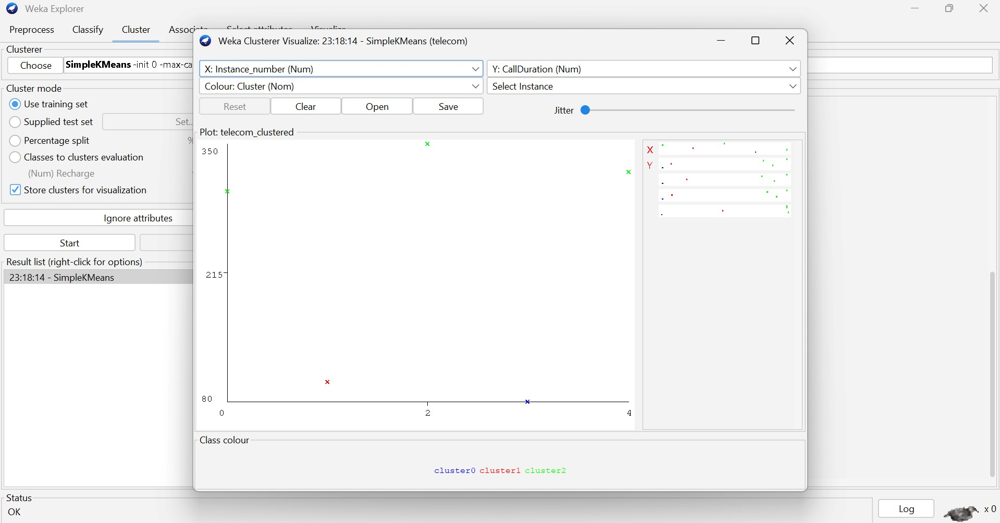 Weka Explorer
Preprocess Classify Cluster Associate Select attributes Visualize
Weka Clusterer Visualize: 23:18:14 - SimpleKMeans (telecom)
Clusterer
Choose SimpleKMeans -init 0 -max-ca
X: Instance_number (Num) Y: CallDuration (Num)
Colour: Cluster (Nom) Select Instance
Reset Clear Open Save Jitter
Cluster mode
Use training set
Supplied test set Set..
Percentage split %
Classes to clusters evaluation
(Num) Recharge
Store clusters for visualization
Ignore attributes
Start
Result list (right-click for options)
23:18:14 - SimpleKMeans
Plot: telecom_clustered
350
215
80
0 2 4
X
Y
Class colour
cluster0 cluster1 cluster2
Status
OK
Log x 0